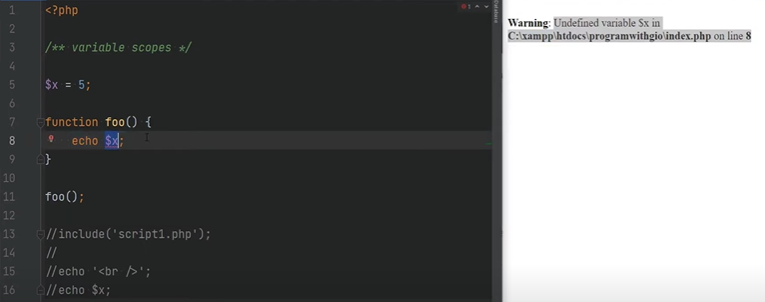 1 <?php
2
3 /** variable scopes */
4
5 $x = 5;
6
7 function foo() {
8 echo $x;
9 }
10
11 foo();
12
13 //include('script1.php');
14 //
15 //echo '<br />';
16 //echo $x;
1
Database
Warning: Undefined variable $x in
C:\xampp\htdocs\programwithgio\index.php on line 8